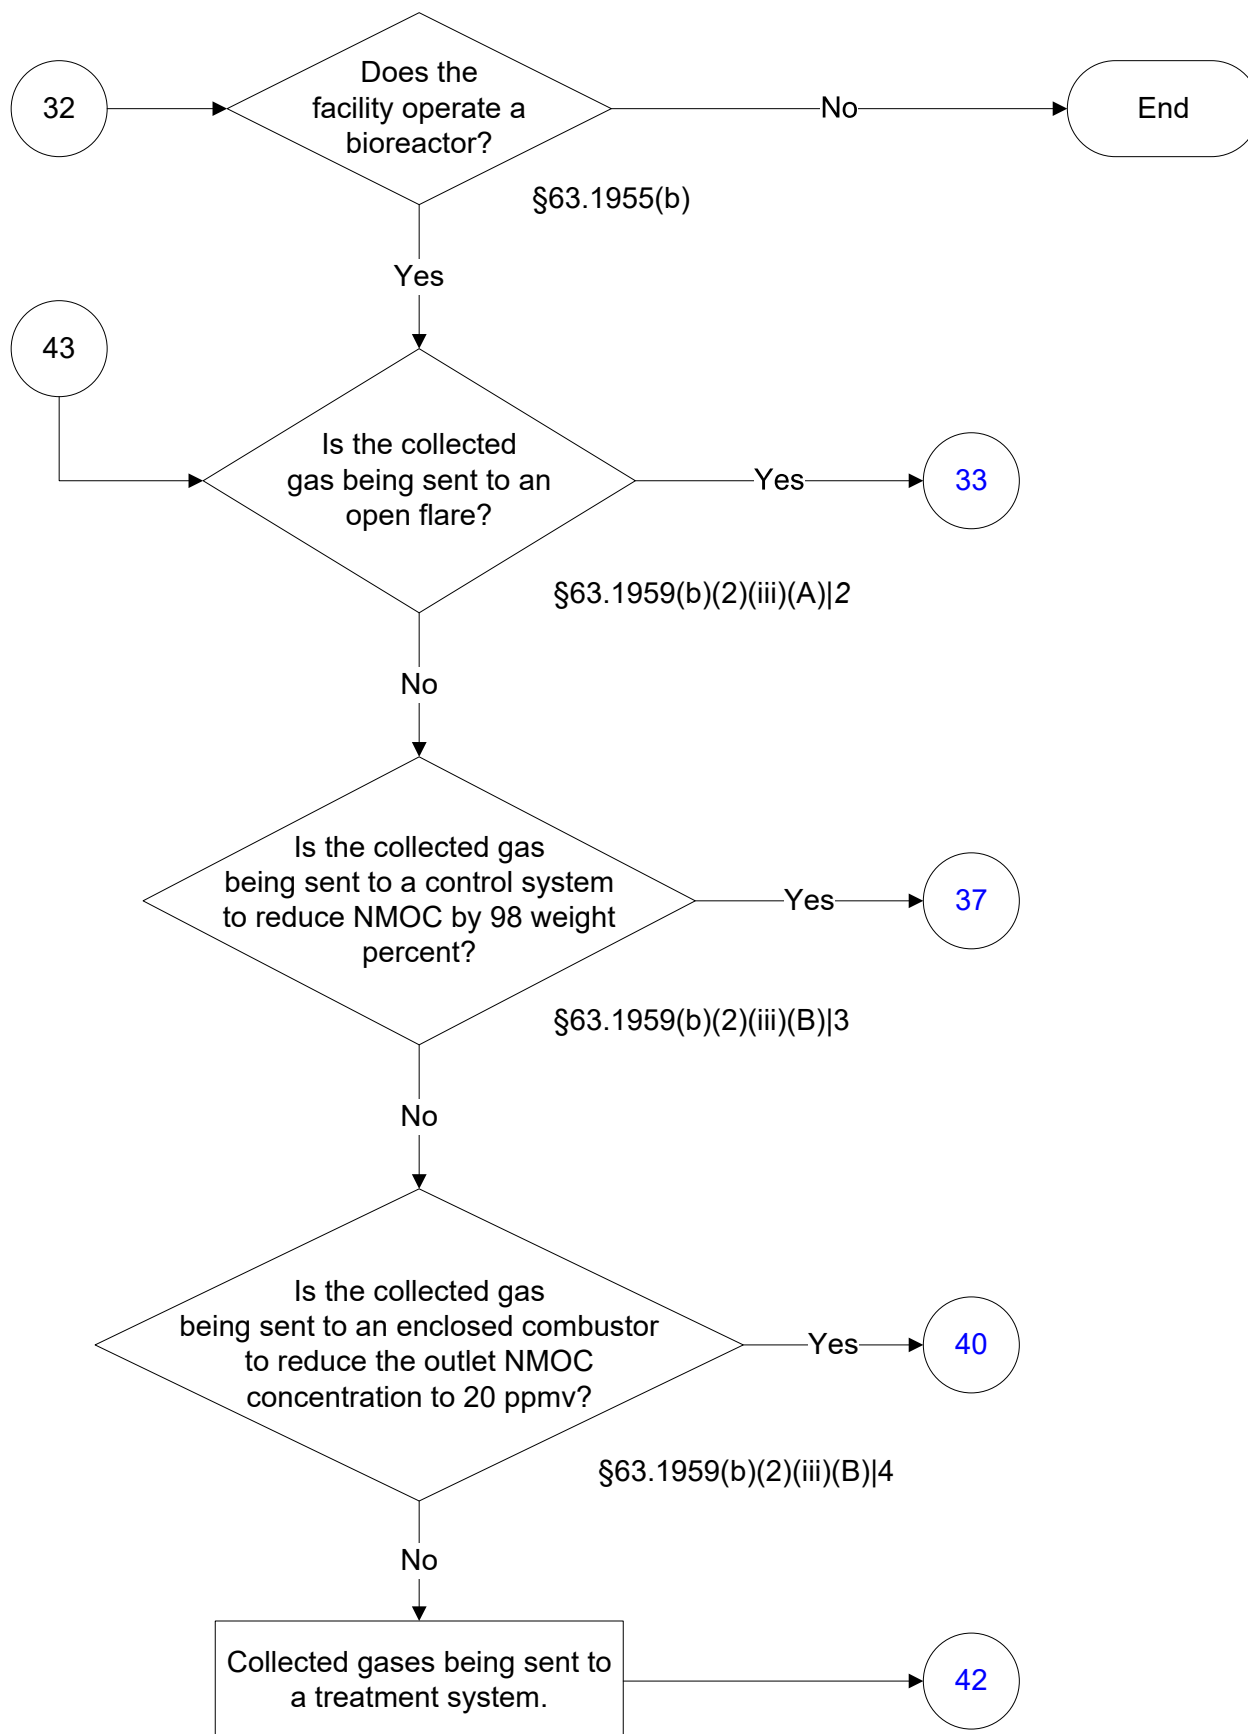 32
Does the
facility operate a
bioreactor?
No
End
§63.1955(b)
Yes
43
Is the collected
gas being sent to an
open flare?
Yes
33
§63.1959(b)(2)(iii)(A)|2
No
Is the collected gas
being sent to a control system
to reduce NMOC by 98 weight
percent?
Yes
37
§63.1959(b)(2)(iii)(B)|3
No
Is the collected gas
being sent to an enclosed combustor
to reduce the outlet NMOC
concentration to 20 ppmv?
Yes
40
§63.1959(b)(2)(iii)(B)|4
No
Collected gases being sent to
a treatment system.
42